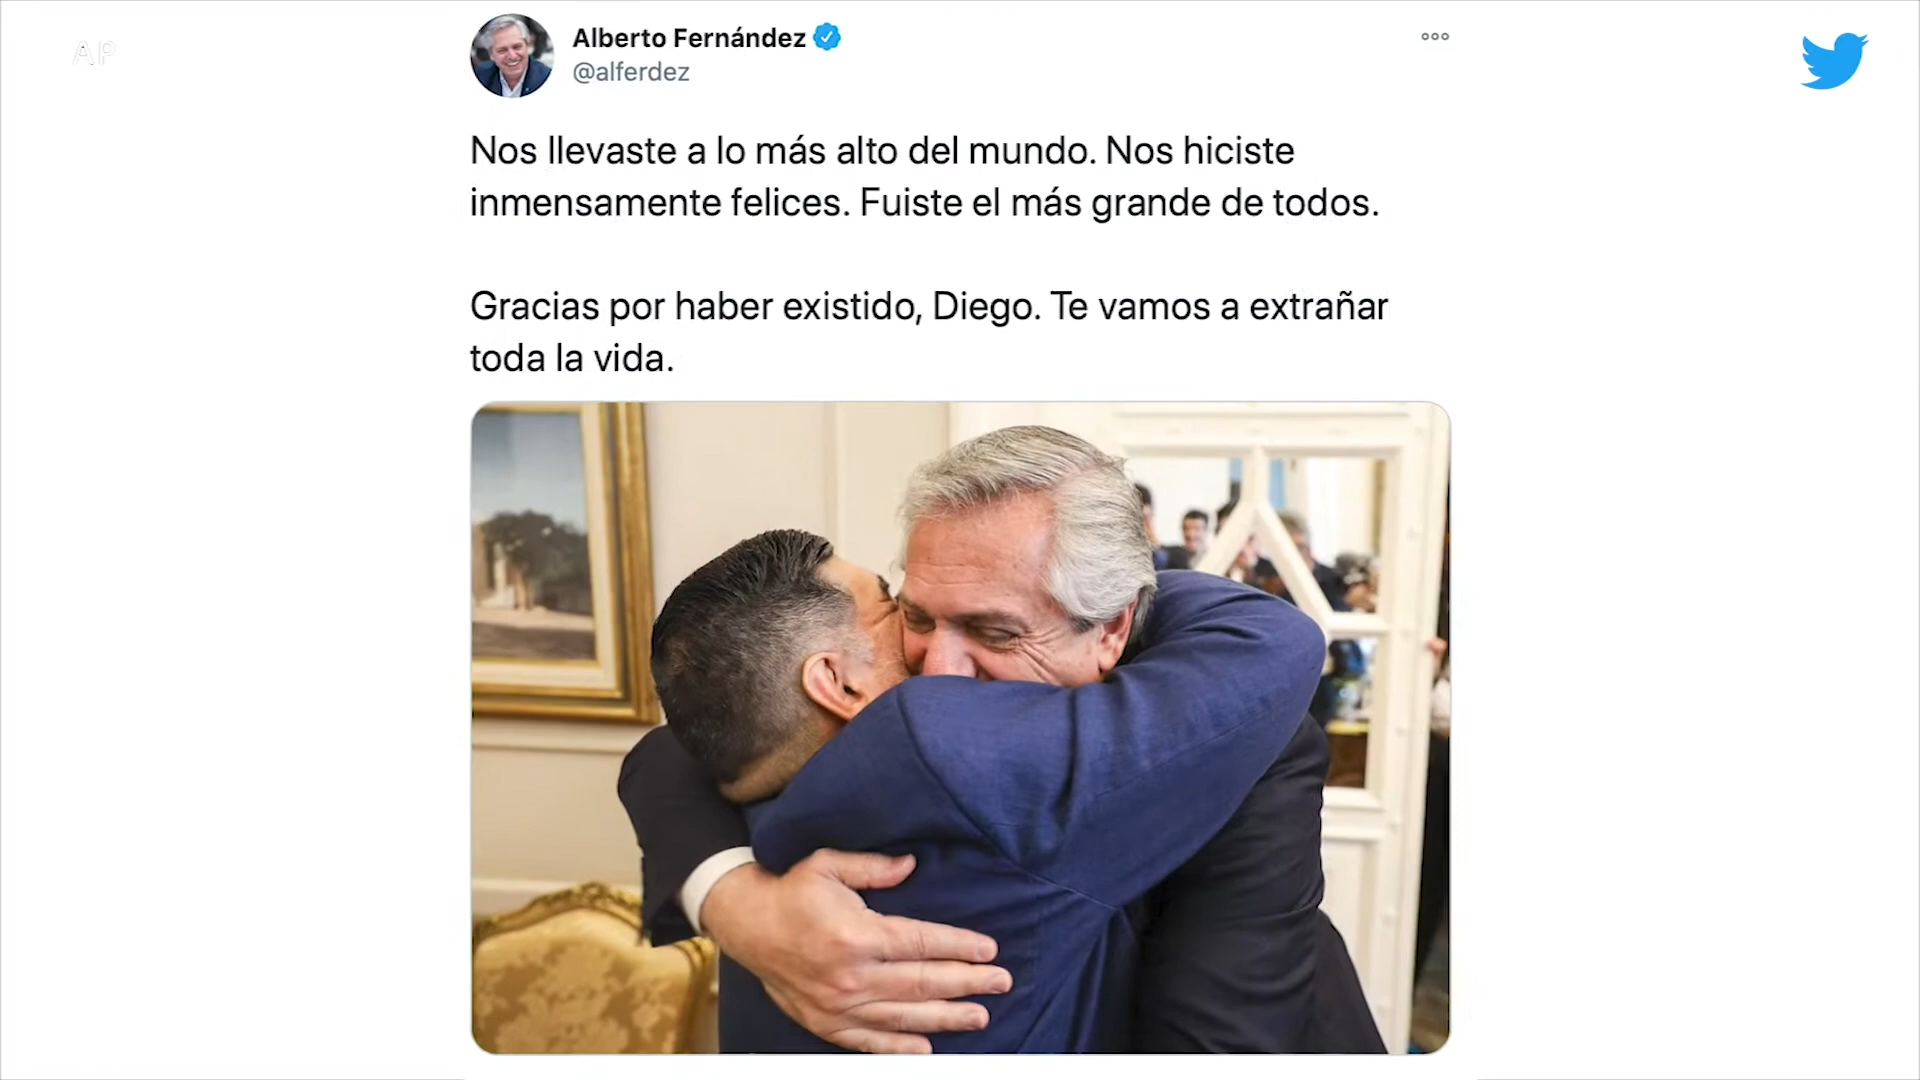 AP
Alberto Fernández
@alferdez
Nos llevaste a lo más alto del mundo. Nos hiciste
inmensamente felices. Fuiste el más grande de todos.
Gracias por haber existido, Diego. Te vamos a extrañar
toda la vida.